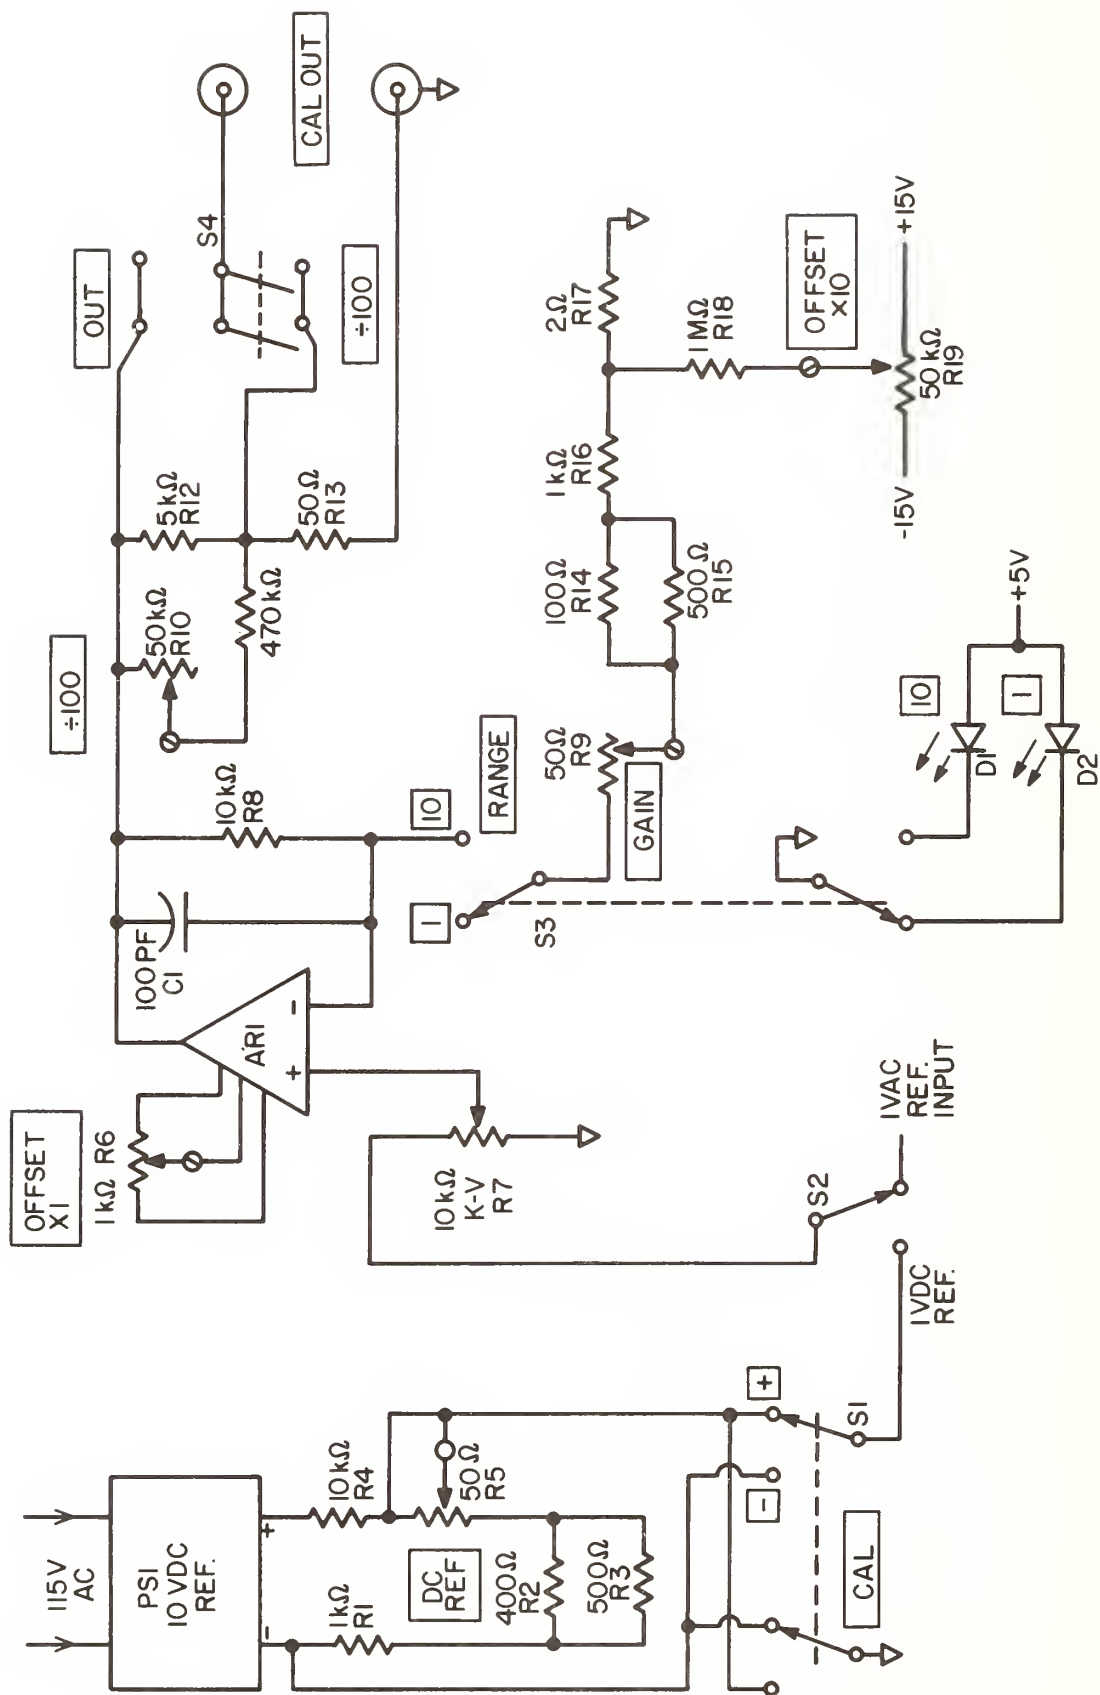 115V
AC
PS1
10 VDC
REF.
-
+
1kΩ
R1
10kΩ
R4
DC
REF
50Ω
R5
400Ω
R2
500Ω
R3
+
-
S1
CAL
1VDC
REF.
1VAC
REF.
INPUT
S2
10kΩ
K-V
R7
OFFSET
X1
1kΩ R6
AR1
+
-
100PF
C1
10kΩ
R8
1
10
RANGE
S3
GAIN
50Ω
R9
÷100
50kΩ
R10
470kΩ
5kΩ
R12
50Ω
R13
OUT
S4
÷100
CAL OUT
100Ω
R14
500Ω
R15
1kΩ
R16
2Ω
R17
1MΩ
R18
OFFSET
X10
-15V
50kΩ
R19
+15V
10
D1
1
D2
+5V